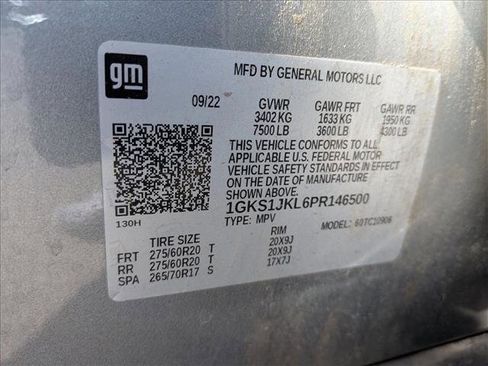 gm
MFD BY GENERAL MOTORS LLC
09/22 GVWR GAWR FRT GAWR RR
3402 KG 1633 KG 1950 KG
7500 LB 3600 LB 4300 LB
THIS VEHICLE CONFORMS TO ALL
APPLICABLE U.S. FEDERAL MOTOR
VEHICLE SAFETY STANDARDS IN EFFECT
ON THE DATE OF MANUFACTURE SHOWN ABOVE.
1GKS1JKL6PR146500
130H TYPE: MPV MODEL: 60TC10906
TIRE SIZE RIM
FRT 275/60R20 T 20X9J
RR 275/60R20 T 20X9J
SPA 265/70R17 S 17X7J